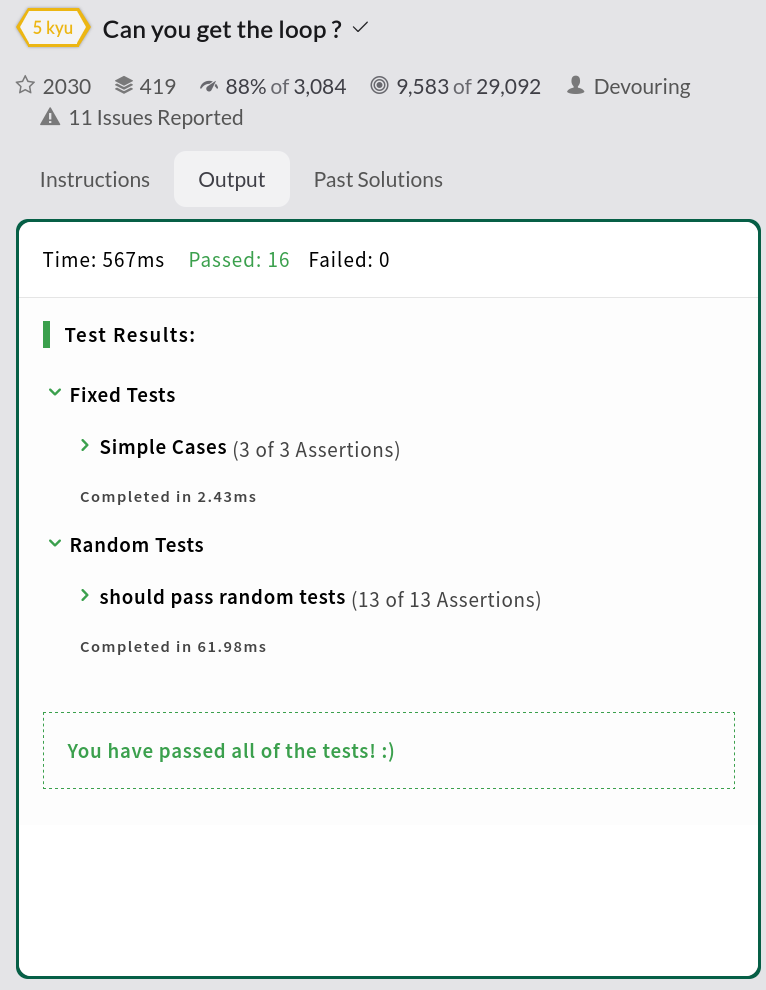 5 kyu Can you get the loop ?
2030 419 88% of 3,084 9,583 of 29,092 Devouring
11 Issues Reported
Instructions Output Past Solutions
Time: 567ms Passed: 16 Failed: 0
Test Results:
Fixed Tests
Simple Cases (3 of 3 Assertions)
Completed in 2.43ms
Random Tests
should pass random tests (13 of 13 Assertions)
Completed in 61.98ms
You have passed all of the tests! :)